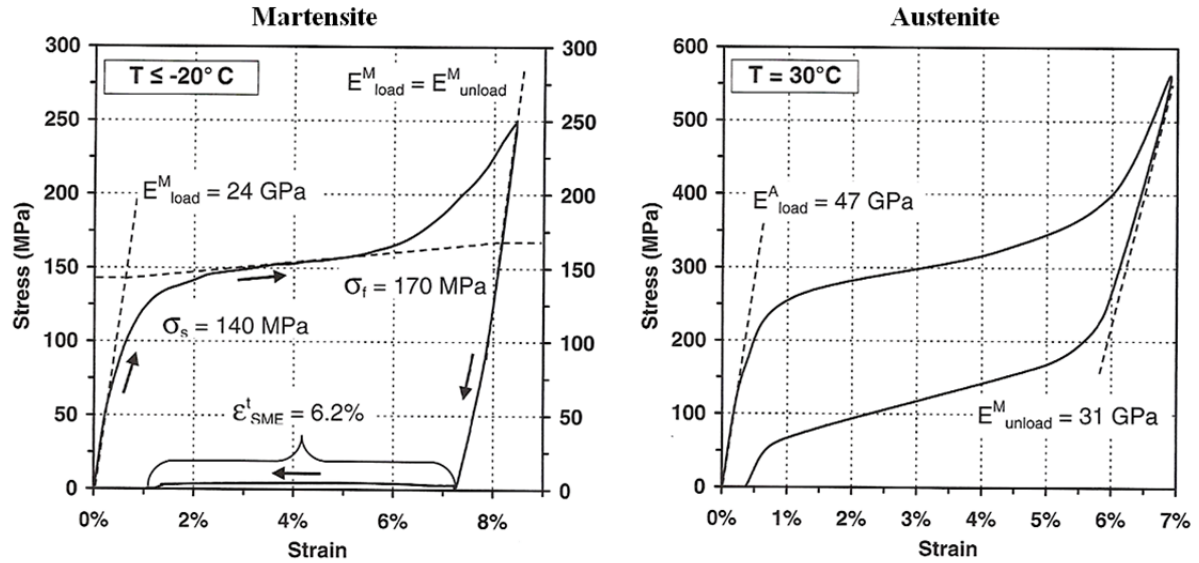 Martensite
Austenite
300
250
200
150
100
50
0
300
250
200
150
100
50
0
Stress (MPa)
T ≤ -20° C
E^M_load = E^M_unload
E^M_load = 24 GPa
σ_f = 170 MPa
σ_s = 140 MPa
ε^t_SME = 6.2%
0% 2% 4% 6% 8%
Strain
600
500
400
300
200
100
0
Stress (MPa)
T = 30°C
E^A_load = 47 GPa
E^M_unload = 31 GPa
0% 1% 2% 3% 4% 5% 6% 7%
Strain